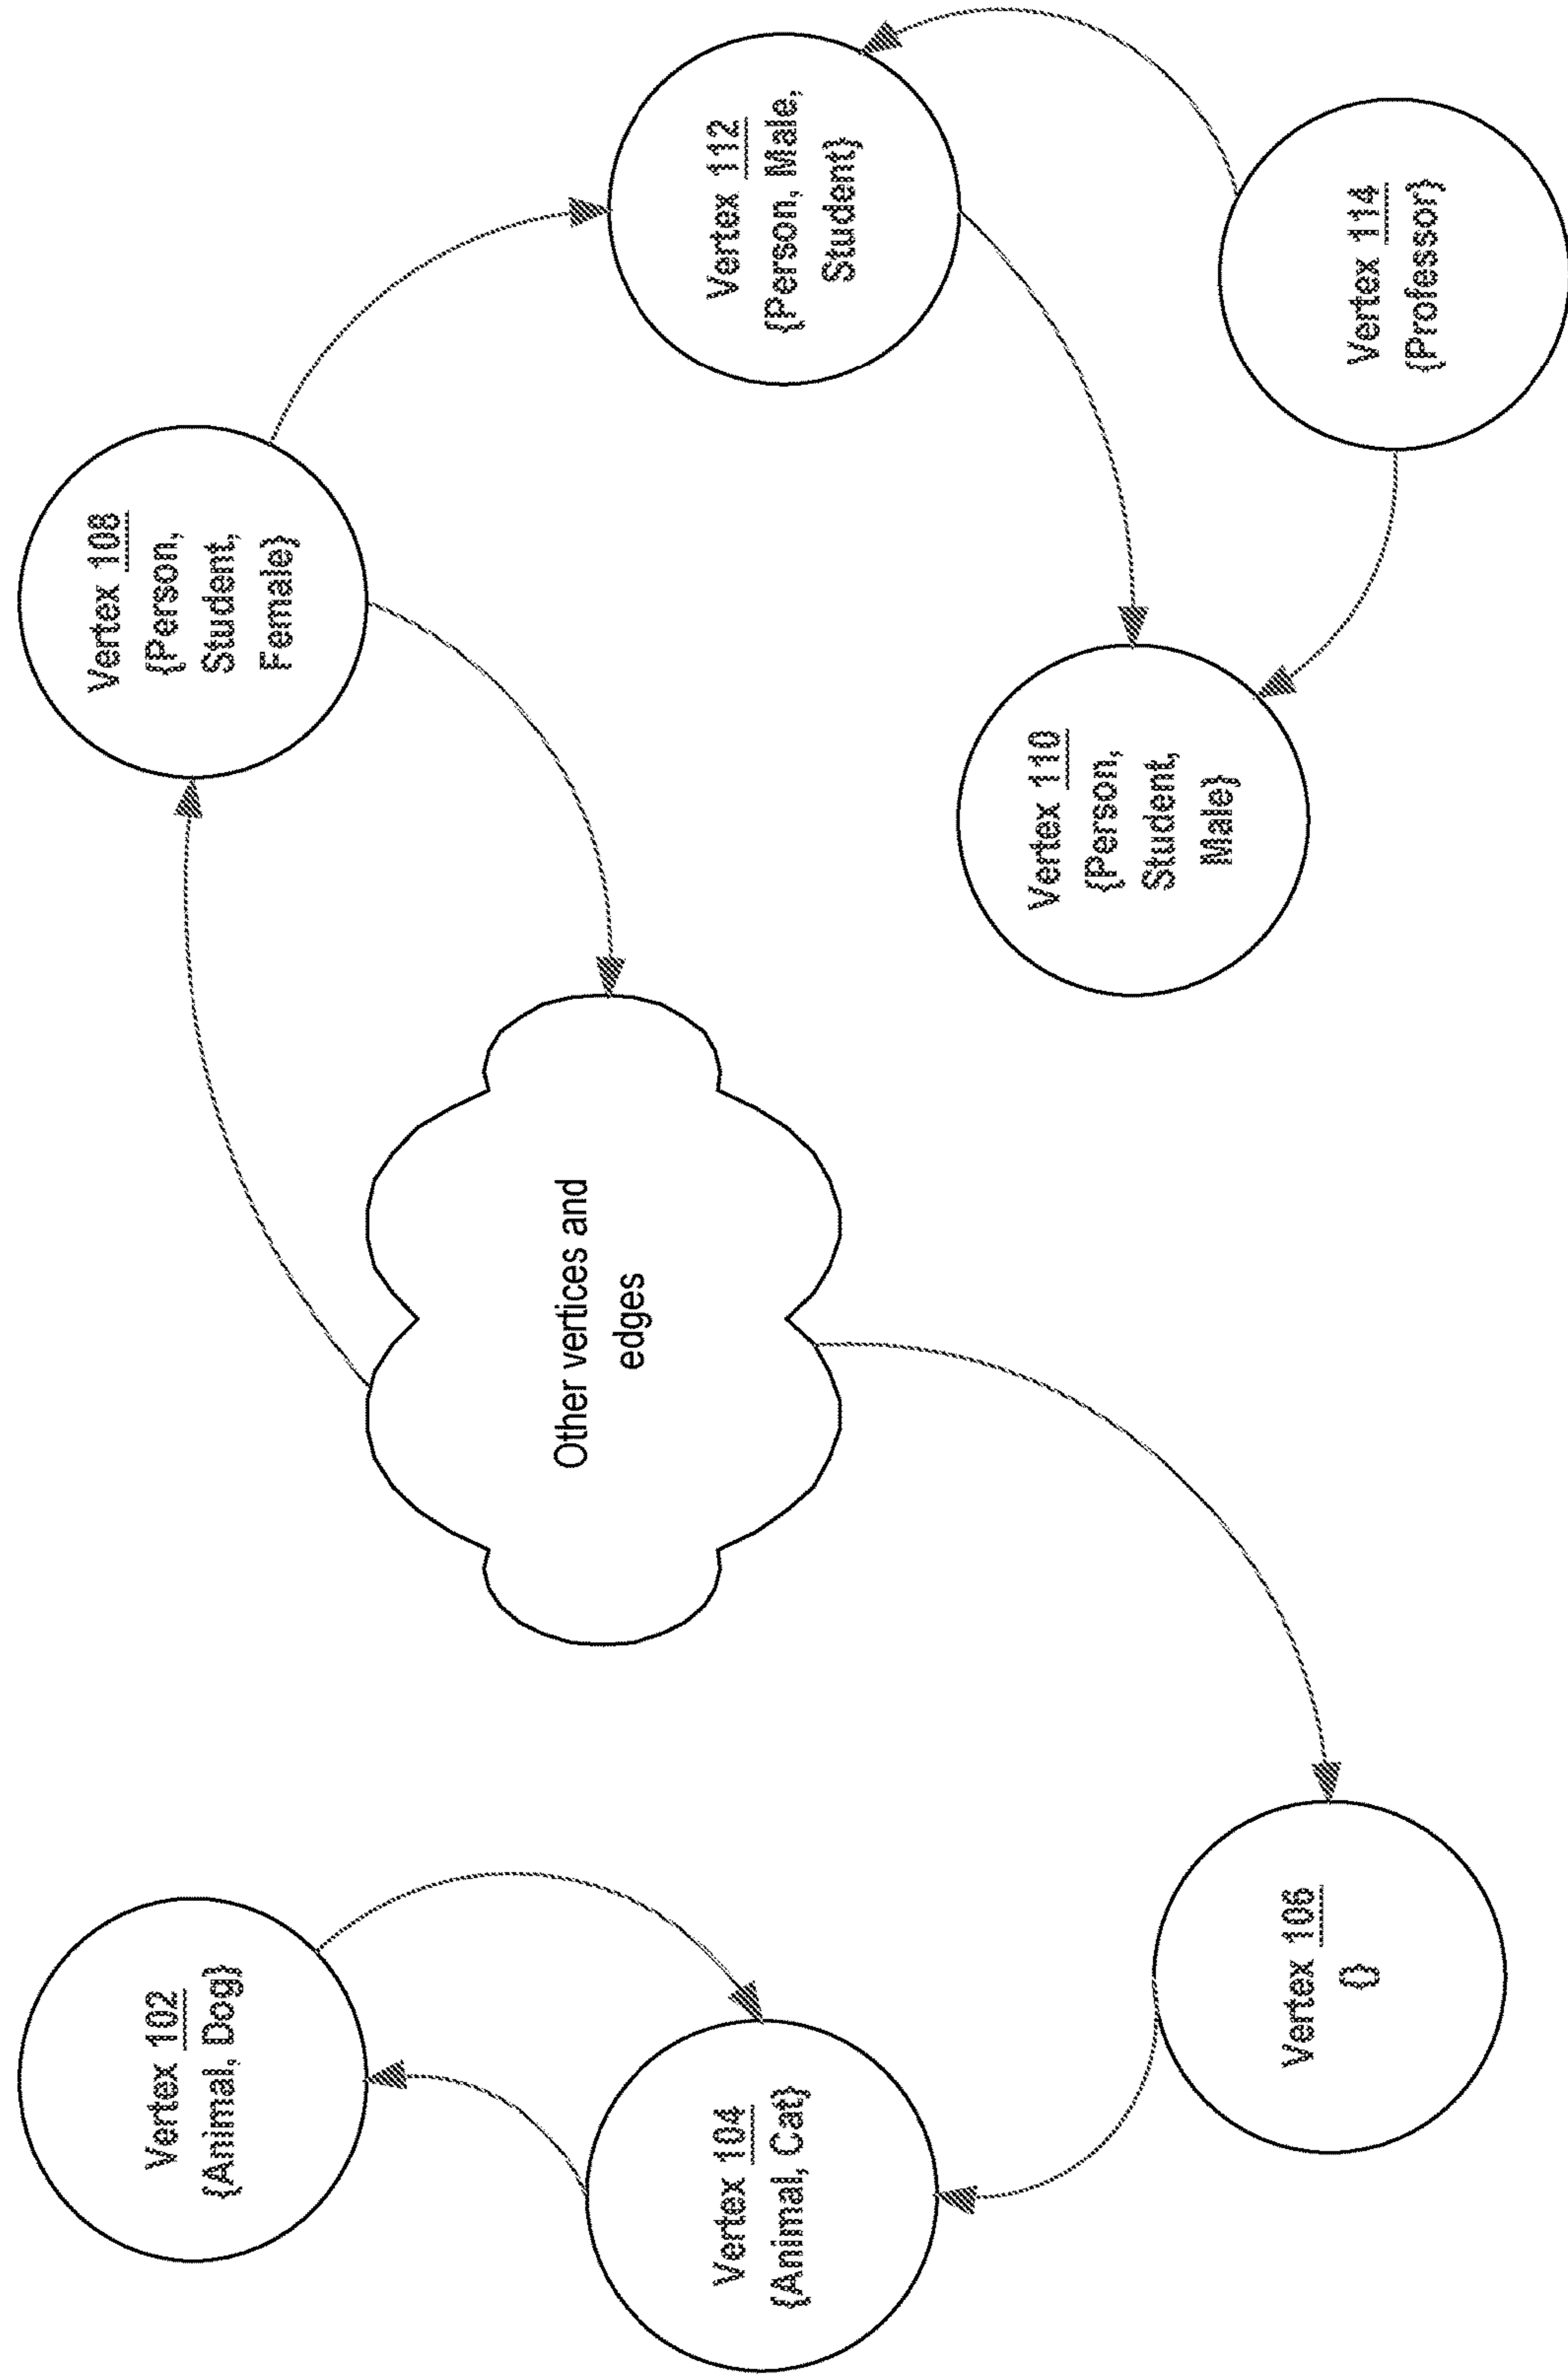 Vertex 102
{Animal, Dog}
Vertex 104
{Animal, Cat}
Vertex 106
{}
Other vertices and
edges
Vertex 108
{Person,
Student,
Female}
Vertex 110
{Person,
Student,
Male}
Vertex 112
{Person, Male,
Student}
Vertex 114
{Professor}